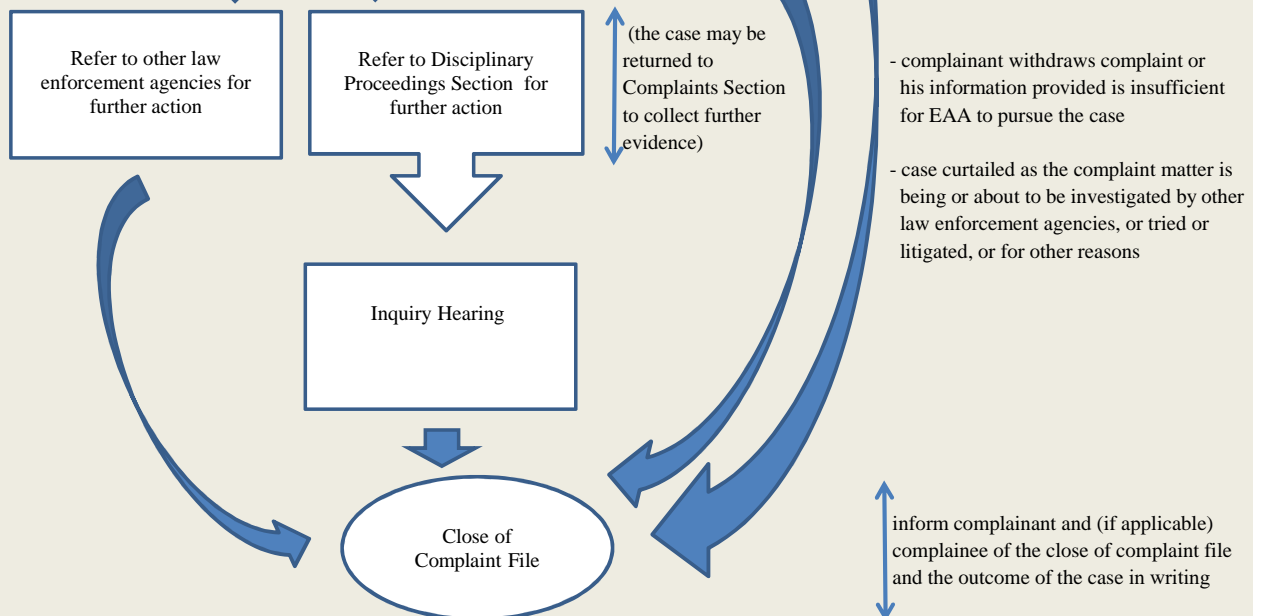 Refer to other law
enforcement agencies for
further action
Refer to Disciplinary
Proceedings Section for
further action
(the case may be
returned to
Complaints Section
to collect further
evidence)
- complainant withdraws complaint or
his information provided is insufficient
for EAA to pursue the case
- case curtailed as the complaint matter is
being or about to be investigated by other
law enforcement agencies, or tried or
litigated, or for other reasons
Inquiry Hearing
Close of
Complaint File
inform complainant and (if applicable)
complainee of the close of complaint file
and the outcome of the case in writing